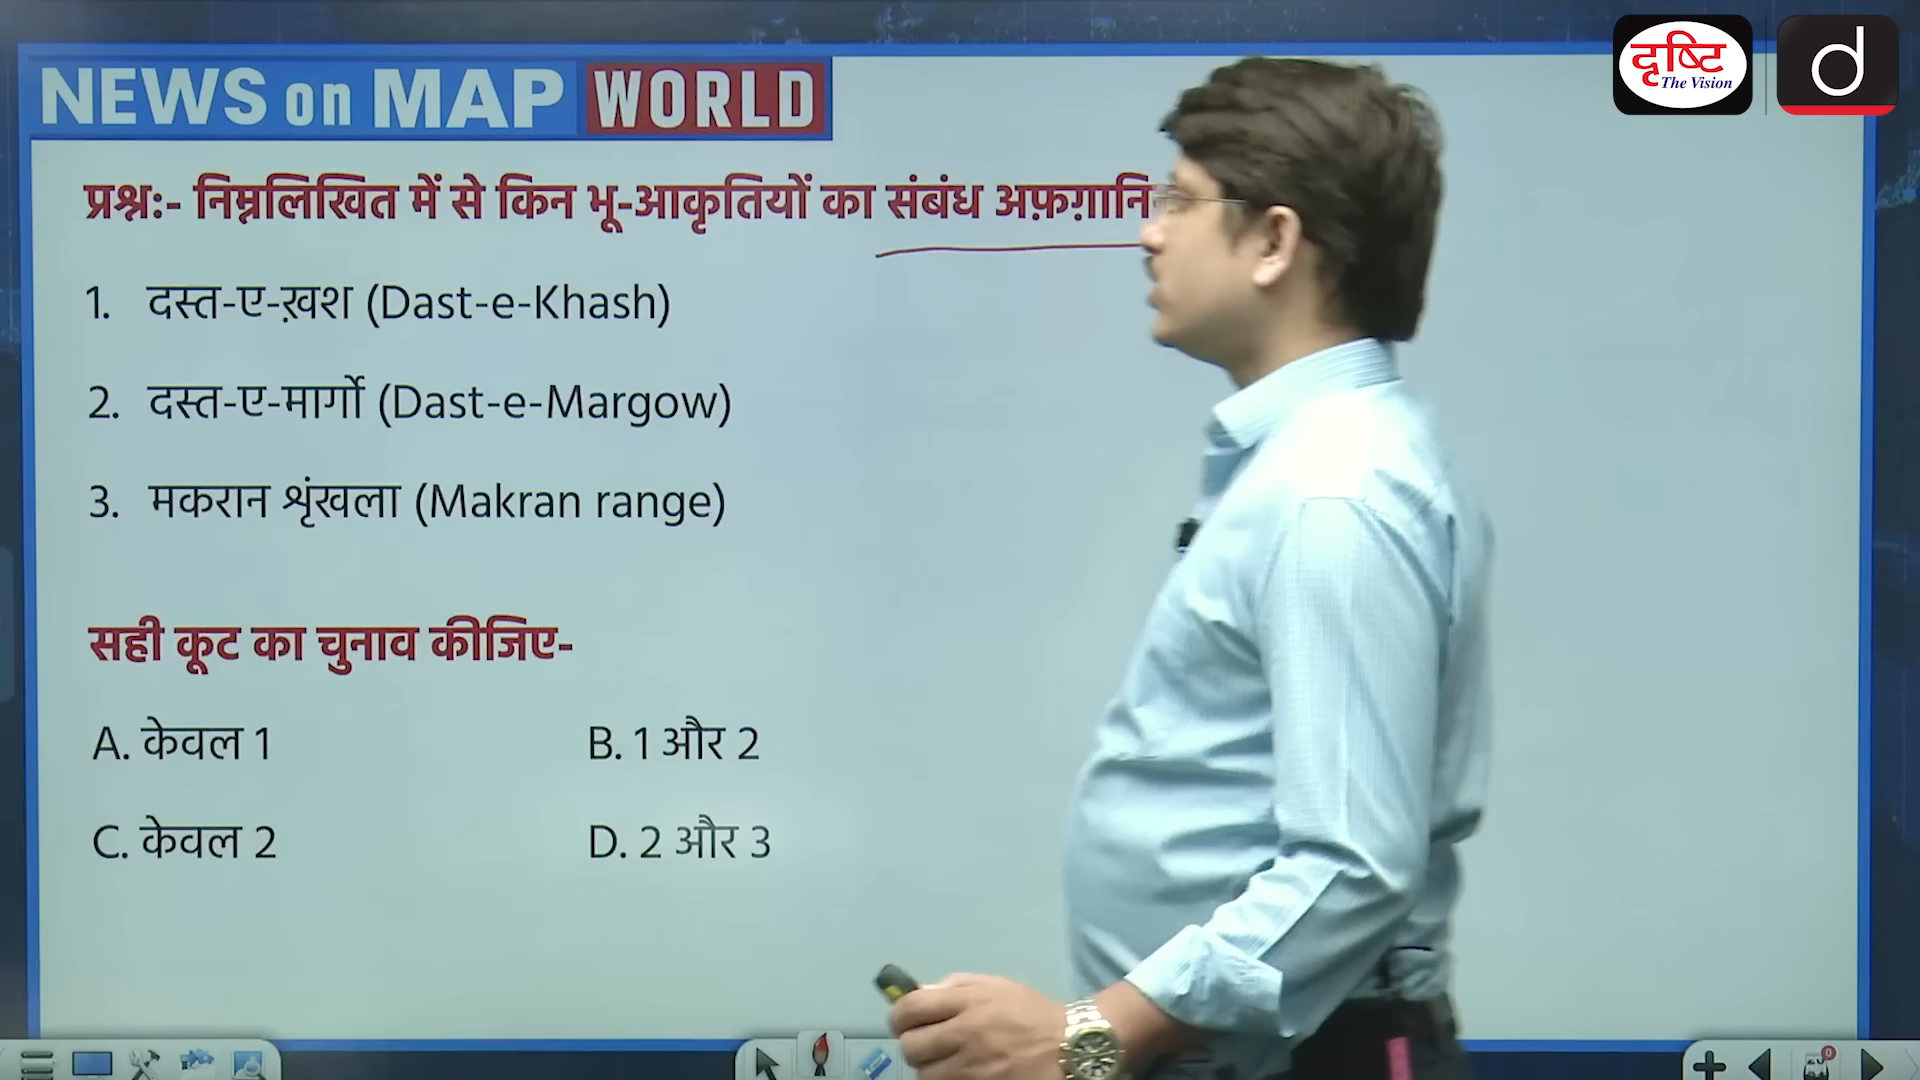 दृष्टि
The Vision
d
NEWS on MAP WORLD
प्रश्न:- निम्नलिखित में से किन भू-आकृतियों का संबंध
1. दस्त-ए-ख़श (Dast-e-Khash)
2. दस्त-ए-मार्गो (Dast-e-Margow)
3. मकरान श्रृंखला (Makran range)
सही कूट का चुनाव कीजिए-
A. केवल 1
B. 1 और 2
C. केवल 2
D. 2 और 3